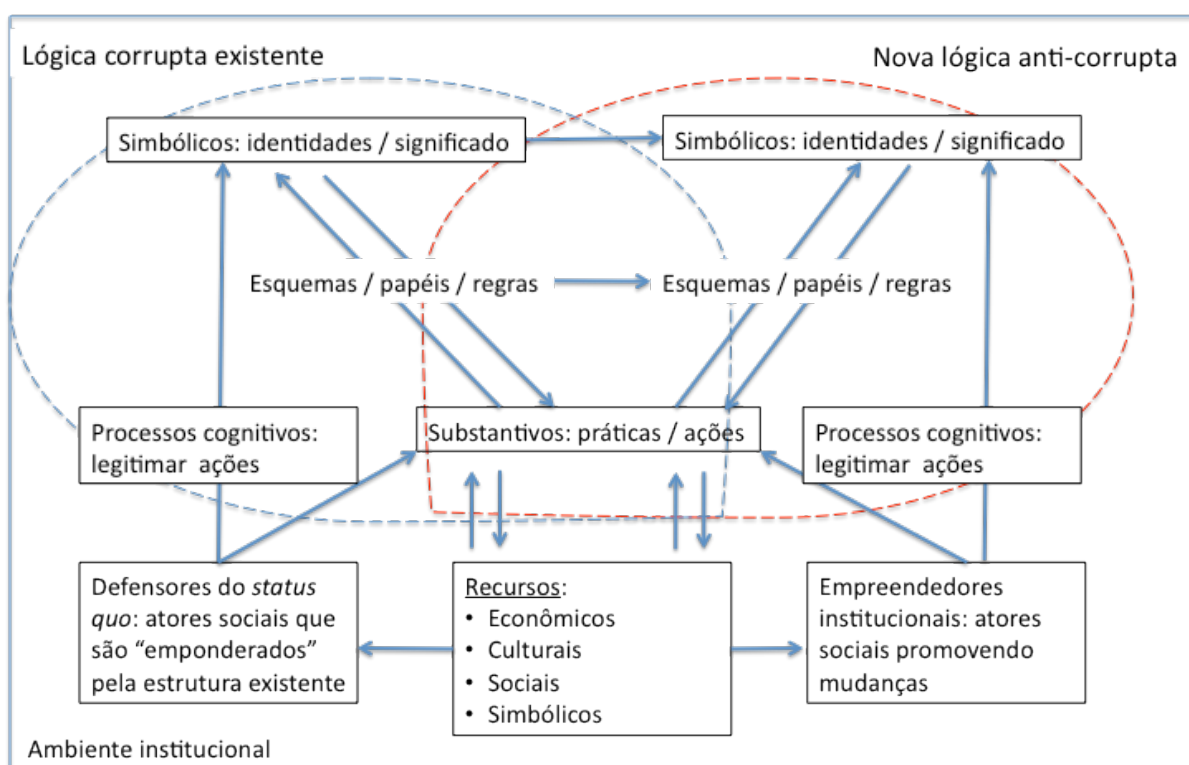 Lógica corrupta existente
Nova lógica anti-corrupta
Simbólicos: identidades / significado
Simbólicos: identidades / significado
Esquemas / papéis / regras
Esquemas / papéis / regras
Processos cognitivos:
legitimar ações
Substantivos: práticas / ações
Processos cognitivos:
legitimar ações
Defensores do status
quo: atores sociais que
são “emponderados”
pela estrutura existente
Recursos:
• Econômicos
• Culturais
• Sociais
• Simbólicos
Empreendedores
institucionais: atores
sociais promovendo
mudanças
Ambiente institucional